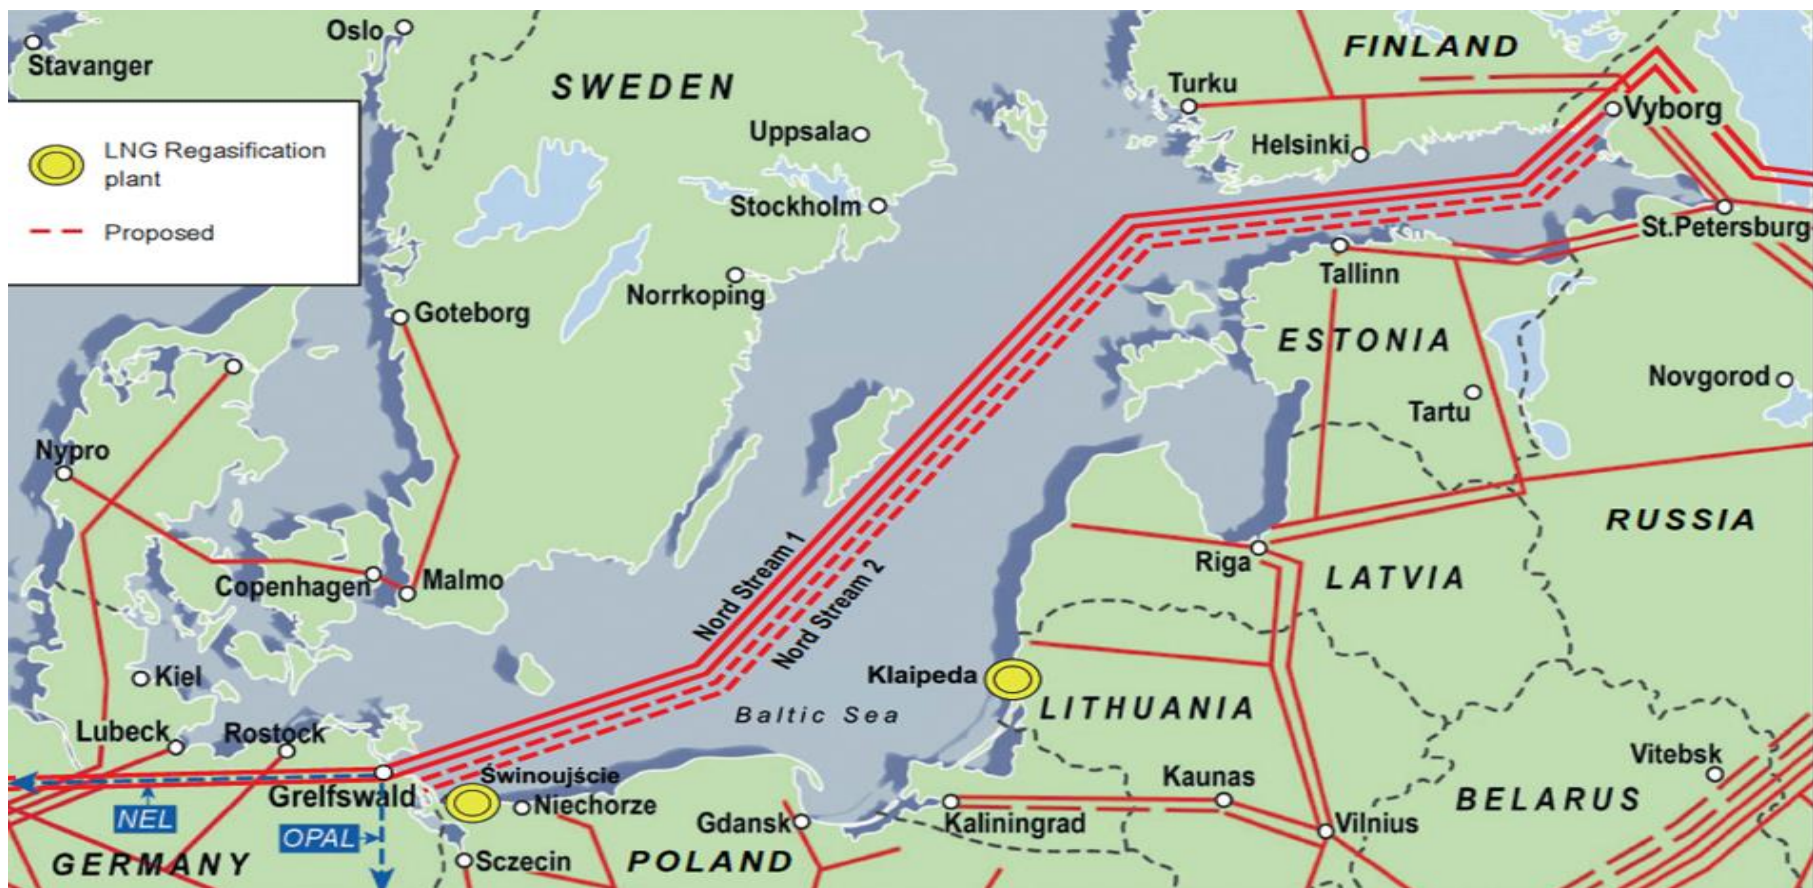 Oslo
Stavanger
SWEDEN
FINLAND
Turku
Vyborg
Uppsala
Helsinki
LNG Regasification
plant
Proposed
Stockholm
St.Petersburg
Tallinn
Norrkoping
Goteborg
ESTONIA
Novgorod
Tartu
Nypro
RUSSIA
Nord Stream 1
Nord Stream 2
Riga
LATVIA
Copenhagen
Malmo
Kiel
Klaipeda
Baltic Sea
LITHUANIA
Lubeck
Rostock
Vitebsk
Świnoujście
Kaunas
Grelfswald
Niechorze
BELARUS
NEL
Gdansk
Kaliningrad
Vilnius
OPAL
GERMANY
Sczecin
POLAND